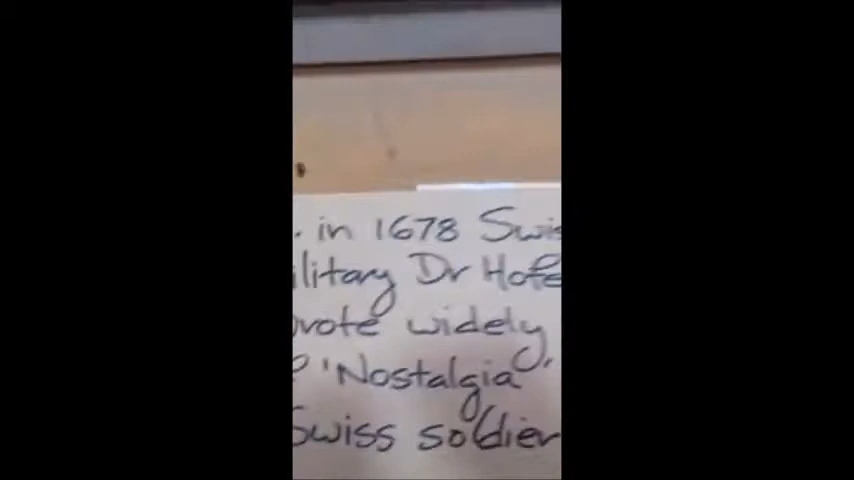 . in 1678 Swis
ilitary Dr Hofe
wrote widely
? 'Nostalgia'
Swiss soldier